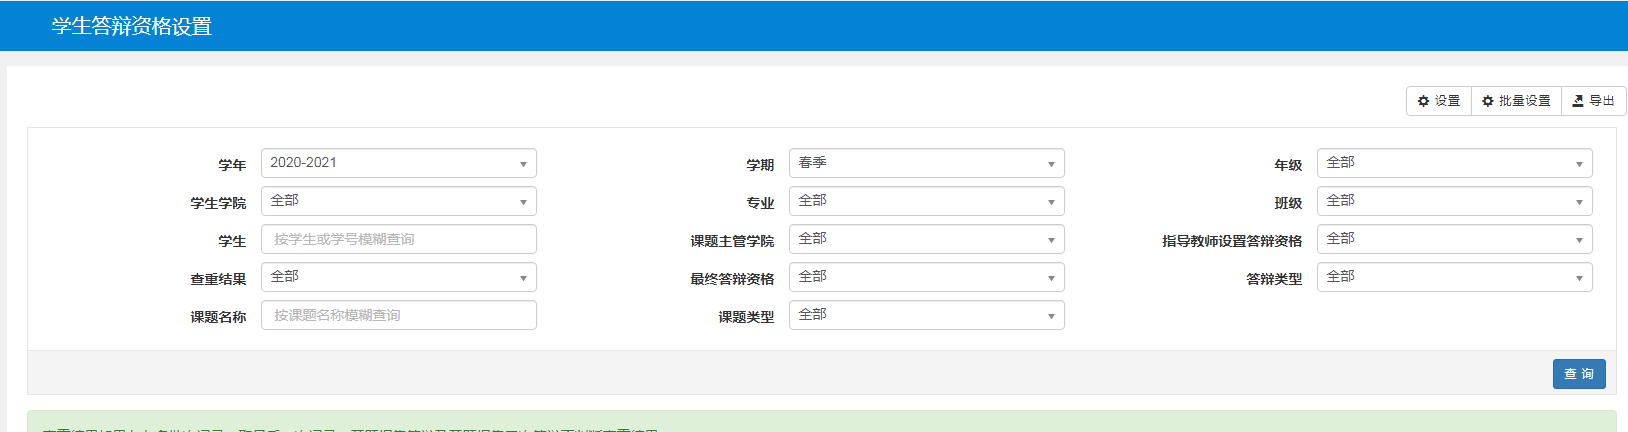 学生答辩资格设置
设置 批量设置 导出
学年 2020-2021 学期 春季 年级 全部
学生学院 全部 专业 全部 班级 全部
学生 按学生或学号模糊查询 课题主管学院 全部 指导教师设置答辩资格 全部
查重结果 全部 最终答辩资格 全部 答辩类型 全部
课题名称 按课题名称模糊查询 课题类型 全部
查 询